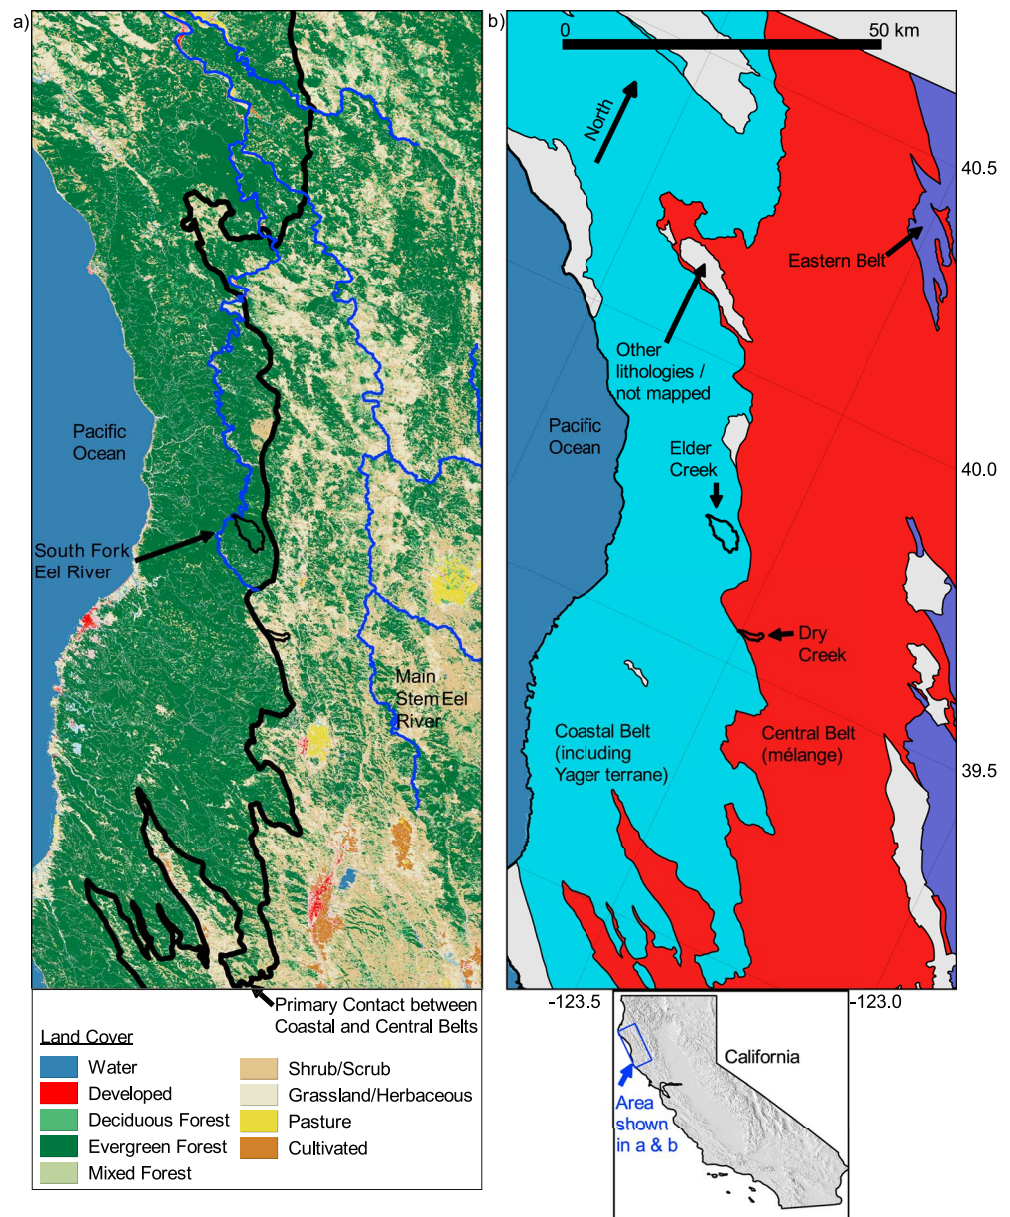 a)
Pacific
Ocean
South Fork
Eel River
Main
Stem Eel
River
Primary Contact between
Coastal and Central Belts
Land Cover
Water
Developed
Deciduous Forest
Evergreen Forest
Mixed Forest
Shrub/Scrub
Grassland/Herbaceous
Pasture
Cultivated
b)
0 50 km
North
40.5
Eastern Belt
Other
lithologies /
not mapped
Pacific
Ocean
Elder
Creek
40.0
Dry
Creek
Coastal Belt
(including
Yager terrane)
Central Belt
(mélange)
39.5
-123.5
-123.0
California
Area
shown
in a & b